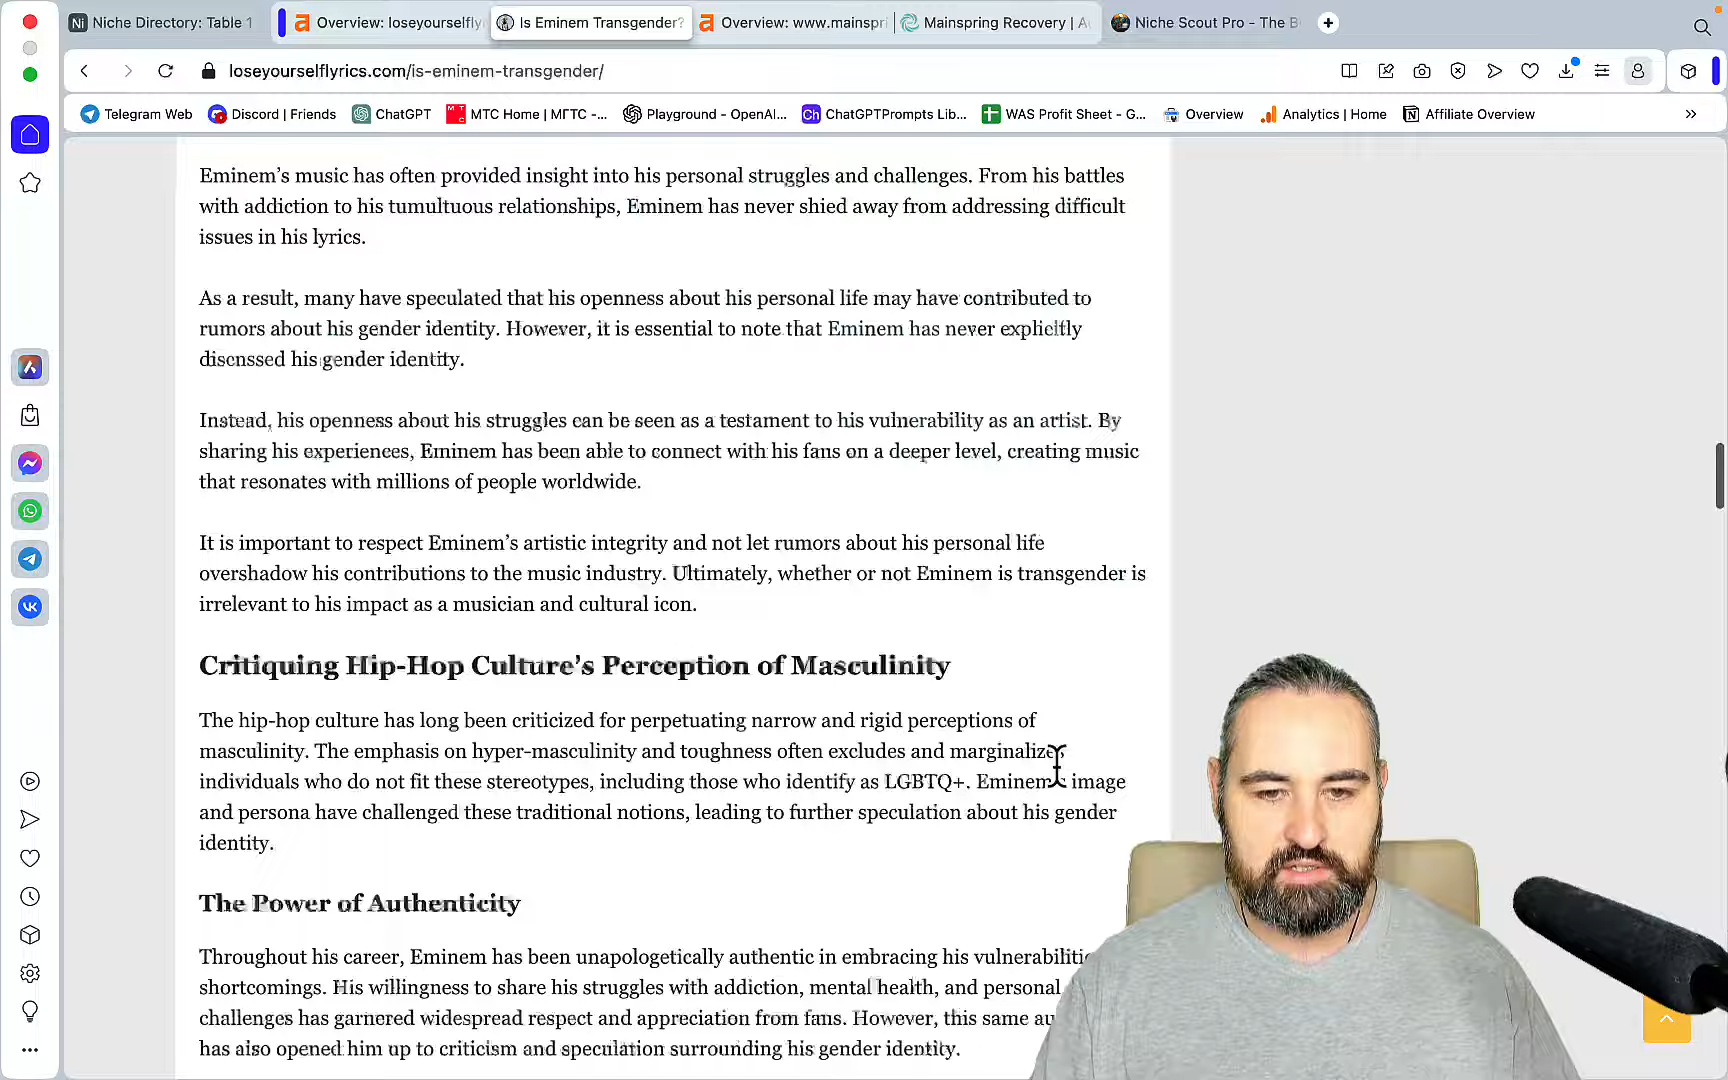 Niche Directory: Table 1
Overview: loseyourselfly
Is Eminem Transgender?
Overview: www.mainspri
Mainspring Recovery | A
Niche Scout Pro - The B
loseyourselflyrics.com/is-eminem-transgender/
Telegram Web
Discord | Friends
ChatGPT
МТС Home | МГТС -...
Playground - OpenAI...
ChatGPTPrompts Lib...
WAS Profit Sheet - G...
Overview
Analytics | Home
Affiliate Overview
Eminem’s music has often provided insight into his personal struggles and challenges. From his battles
with addiction to his tumultuous relationships, Eminem has never shied away from addressing difficult
issues in his lyrics.
As a result, many have speculated that his openness about his personal life may have contributed to
rumors about his gender identity. However, it is essential to note that Eminem has never explicitly
discussed his gender identity.
Instead, his openness about his struggles can be seen as a testament to his vulnerability as an artist. By
sharing his experiences, Eminem has been able to connect with his fans on a deeper level, creating music
that resonates with millions of people worldwide.
It is important to respect Eminem’s artistic integrity and not let rumors about his personal life
overshadow his contributions to the music industry. Ultimately, whether or not Eminem is transgender is
irrelevant to his impact as a musician and cultural icon.
Critiquing Hip-Hop Culture’s Perception of Masculinity
The hip-hop culture has long been criticized for perpetuating narrow and rigid perceptions of
masculinity. The emphasis on hyper-masculinity and toughness often excludes and marginalizes
individuals who do not fit these stereotypes, including those who identify as LGBTQ+. Eminem’s image
and persona have challenged these traditional notions, leading to further speculation about his gender
identity.
The Power of Authenticity
Throughout his career, Eminem has been unapologetically authentic in embracing his vulnerabilitie
shortcomings. His willingness to share his struggles with addiction, mental health, and personal
challenges has garnered widespread respect and appreciation from fans. However, this same au
has also opened him up to criticism and speculation surrounding his gender identity.